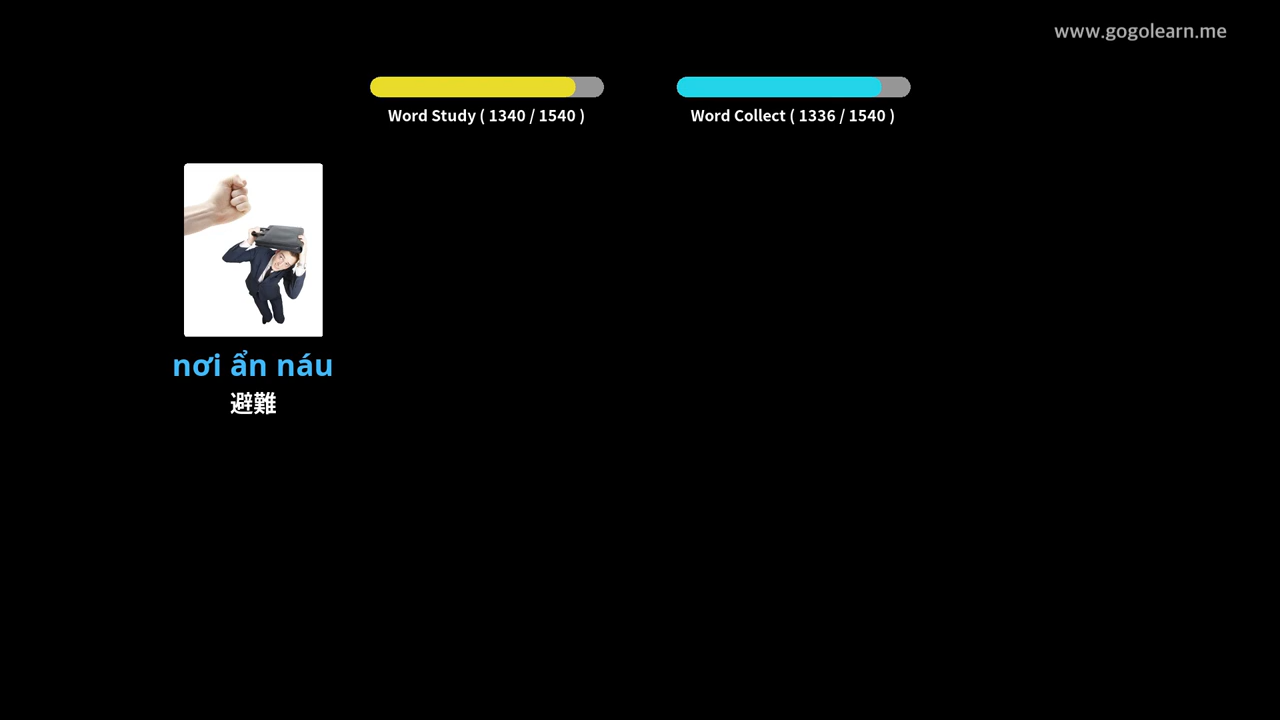 www.gogolearn.me
Word Study ( 1340 / 1540 )
Word Collect ( 1336 / 1540 )
nơi ẩn náu
避難